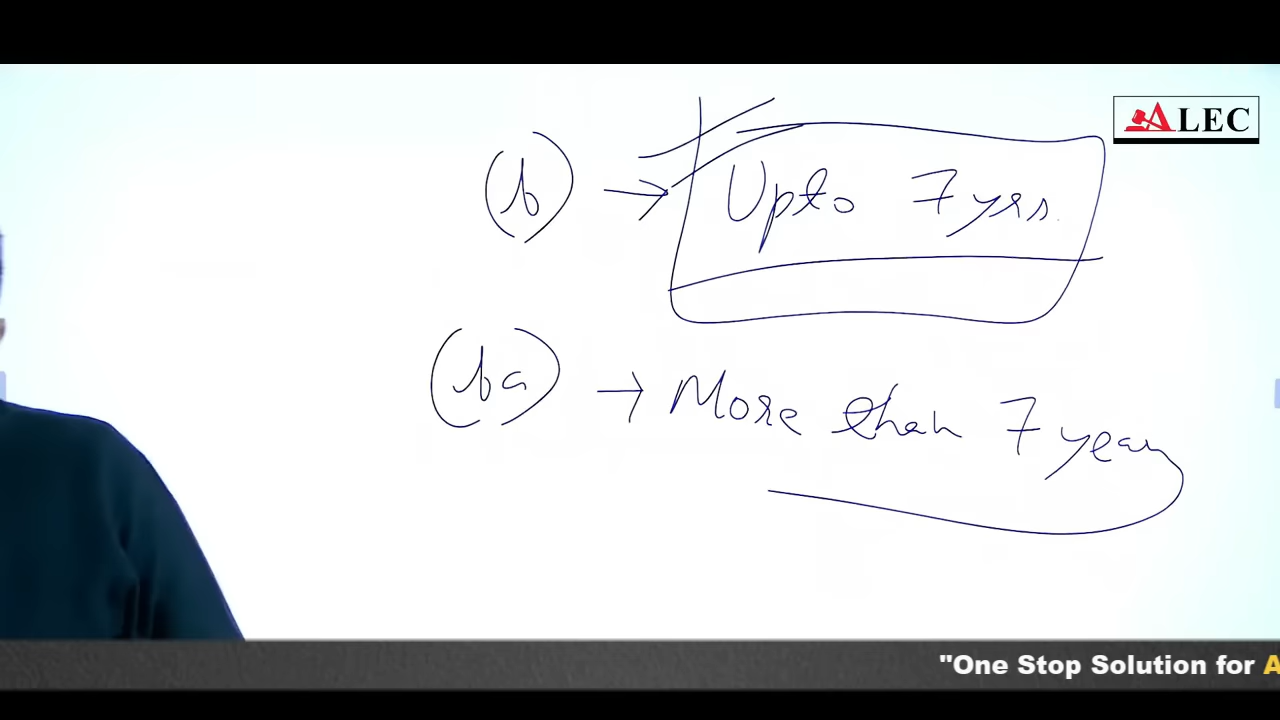 ALEC
(b) → Upto 7 yrs.
(ba) → More than 7 years
"One Stop Solution for A